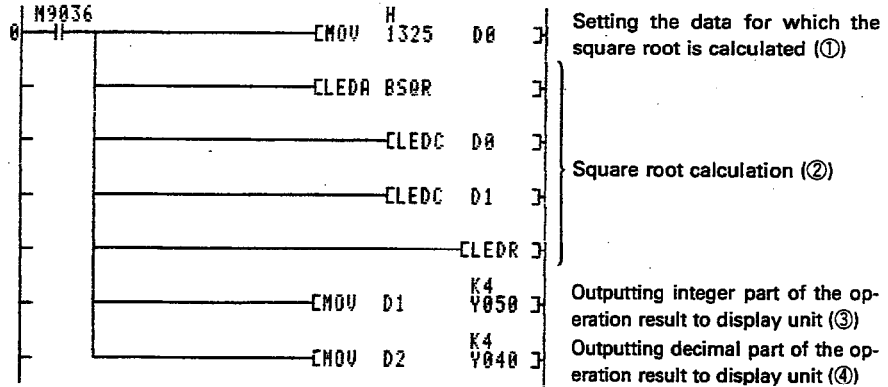 M9036
H
0
[MOV 1325 D0 ]
Setting the data for which the
square root is calculated (①)
[LEDA BSQR ]
[LEDC D0 ]
Square root calculation (②)
[LEDC D1 ]
[LEDR ]
K4
[MOV D1 Y050 ]
Outputting integer part of the op-
eration result to display unit (③)
K4
[MOV D2 Y040 ]
Outputting decimal part of the op-
eration result to display unit (④)